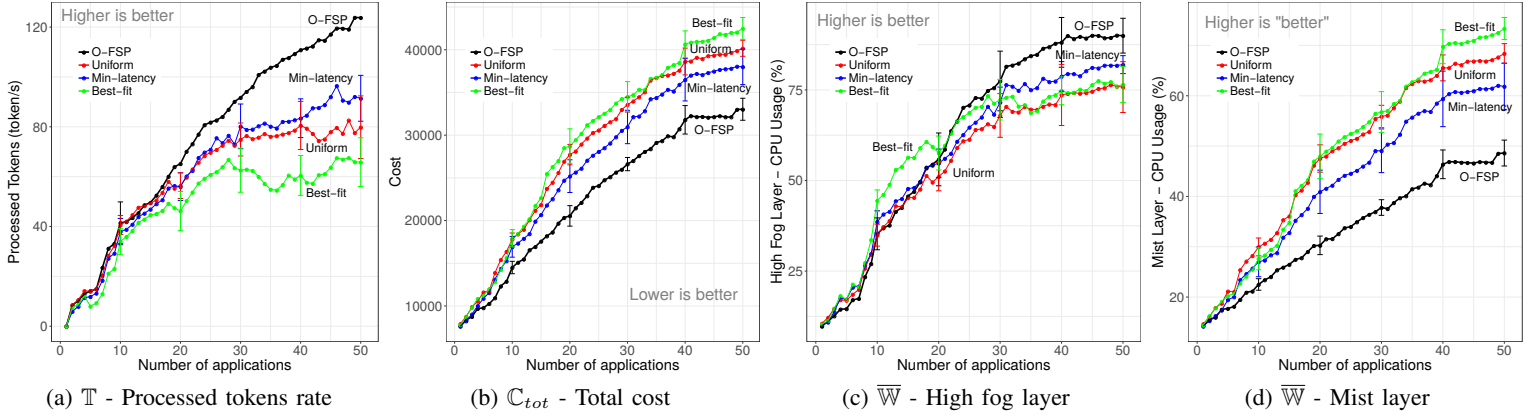 Higher is better
O−FSP
O−FSP
Uniform
Min−latency
Best−fit
Min−latency
Uniform
Best−fit
120
80
40
0
0 10 20 30 40 50
Number of applications
Processed Tokens (token/s)
(a) 𝕋 - Processed tokens rate
Best−fit
O−FSP
Uniform
Min−latency
Best−fit
Uniform
Min−latency
O−FSP
Lower is better
40000
30000
20000
10000
0 10 20 30 40 50
Number of applications
Cost
(b) ℂtot - Total cost
Higher is better
O−FSP
O−FSP
Uniform
Min−latency
Best−fit
Min−latency
Best−fit
Uniform
75
50
25
0 10 20 30 40 50
Number of applications
High Fog Layer − CPU Usage (%)
(c) 𝕎̅ - High fog layer
Higher is "better"
Best−fit
O−FSP
Uniform
Min−latency
Best−fit
Uniform
Min−latency
O−FSP
60
40
20
0 10 20 30 40 50
Number of applications
Mist Layer − CPU Usage (%)
(d) 𝕎̅ - Mist layer